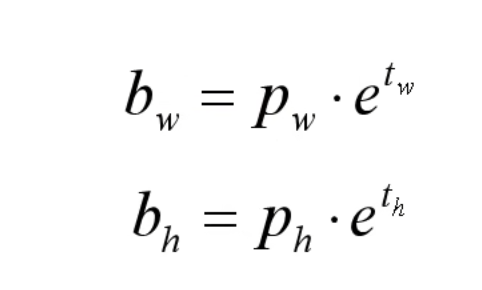 b_w = p_w · e^{t_w}
b_h = p_h · e^{t_h}